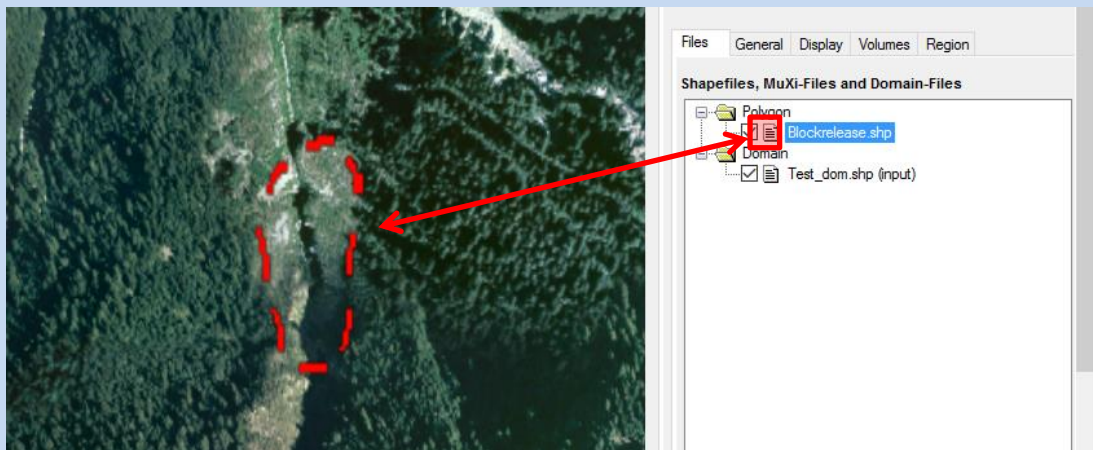 Files General Display Volumes Region
Shapefiles, MuXi-Files and Domain-Files
Polygon
Blockrelease.shp
Domain
Test_dom.shp (input)